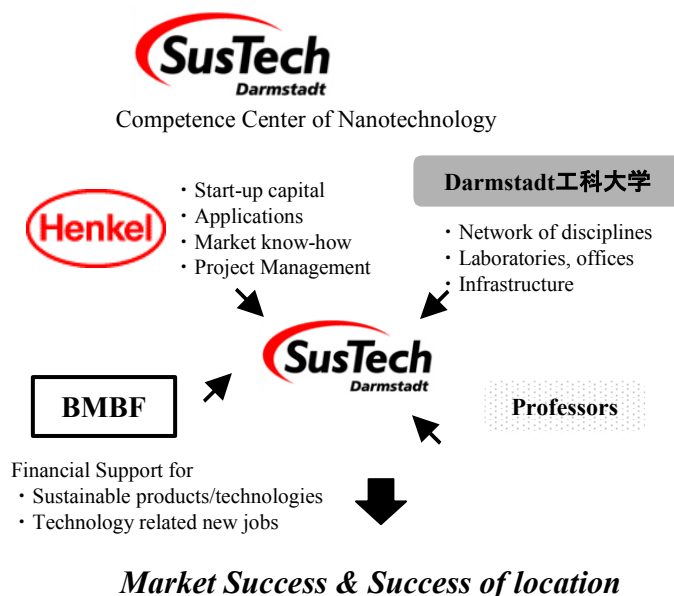 SusTech
Darmstadt
Competence Center of Nanotechnology
Henkel
・Start-up capital
・Applications
・Market know-how
・Project Management
Darmstadt工科大学
・Network of disciplines
・Laboratories, offices
・Infrastructure
SusTech
Darmstadt
BMBF
Professors
Financial Support for
・Sustainable products/technologies
・Technology related new jobs
Market Success & Success of location